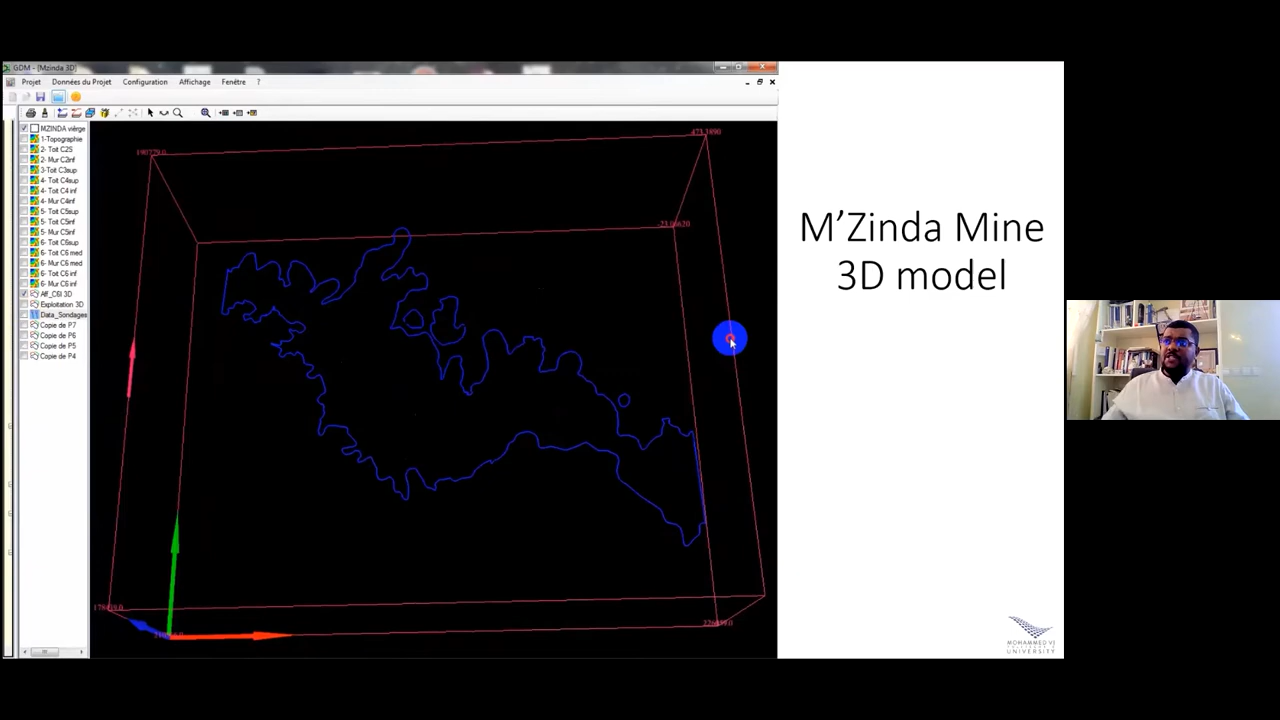 GDM - [Mzinda 3D]
Projet Données du Projet Configuration Affichage Fenêtre ?
MZINDA vièrge
1-Topographie
2- Toit C2S
2- Mur C2inf
3-Toit C3sup
4- Toit C4sup
4- Toit C4 inf
4- Mur C4inf
5- Toit C5sup
5- Toit C5inf
5- Mur C5inf
6- Toit C6sup
6- Toit C6 med
6- Mur C6 med
6- Toit C6 inf
6- Mur C6 inf
Aff_C6I 3D
Exploitation 3D
Data_Sondages
Copie de P7
Copie de P6
Copie de P5
Copie de P4
M’Zinda Mine
3D model
MOHAMMED VI
POLYTECHNIC
UNIVERSITY